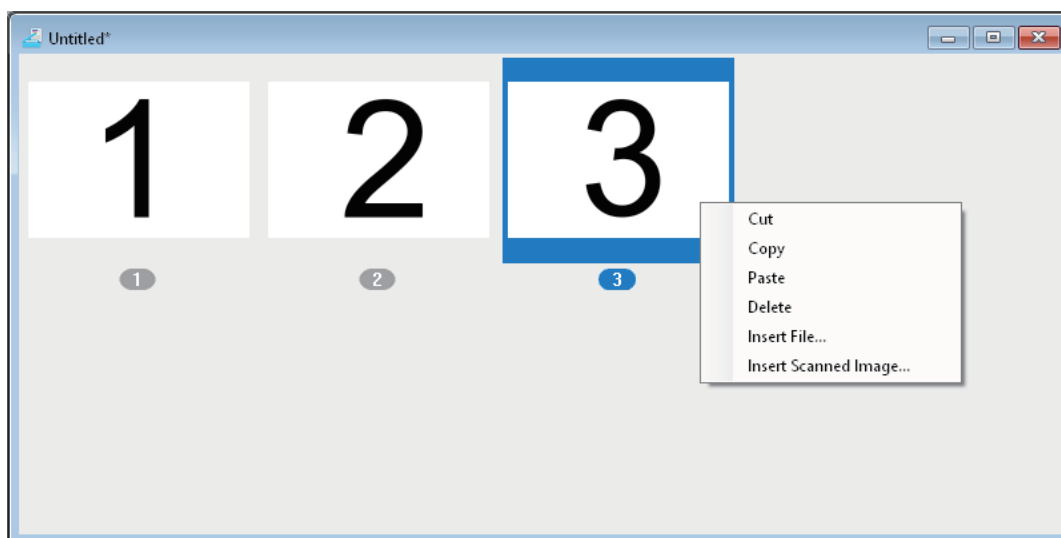 Untitled*
1 2 3
1 2 3
Cut
Copy
Paste
Delete
Insert File...
Insert Scanned Image...